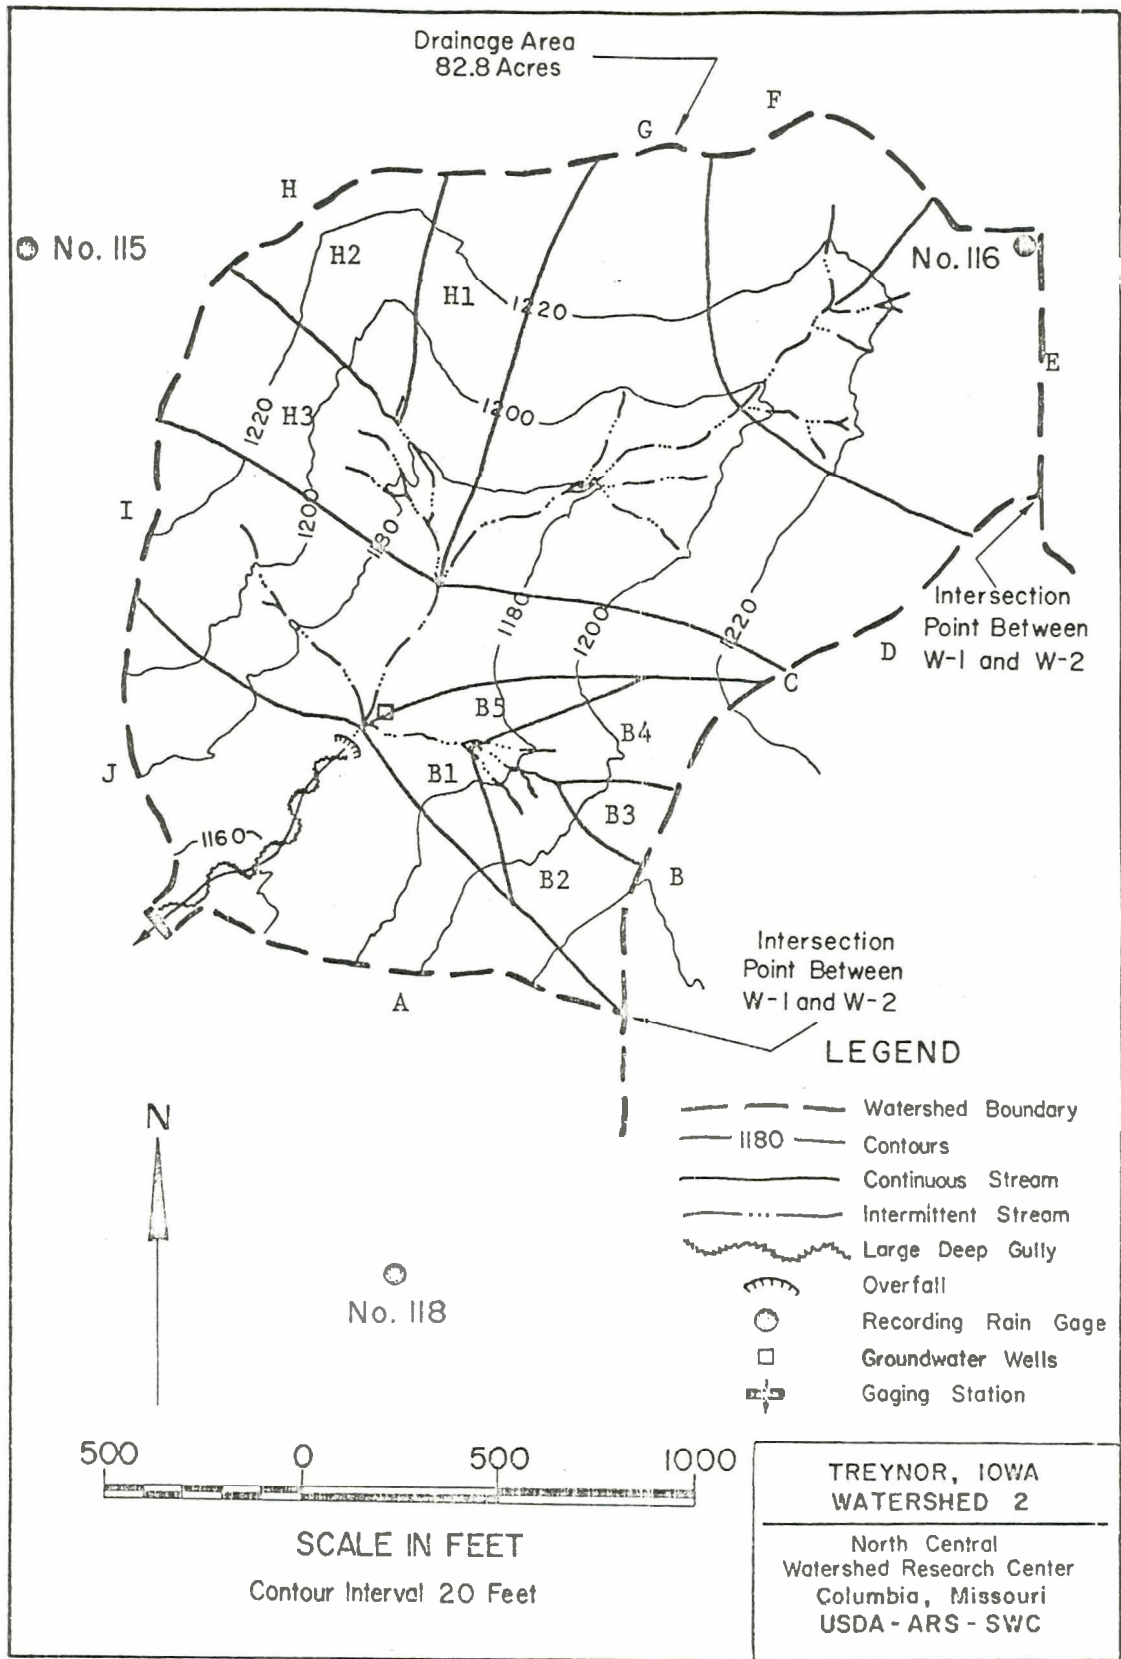 Drainage Area
82.8 Acres
F
G
H
No. 115
H2
No. 116
H1
1220
E
1220
H3
1200
I
1200
1180
1180
1200
1220
Intersection
Point Between
W-1 and W-2
D
C
B5
B4
J
B1
B3
1160
B2
B
Intersection
Point Between
W-1 and W-2
A
LEGEND
Watershed Boundary
1180
Contours
Continuous Stream
Intermittent Stream
Large Deep Gully
Overfall
Recording Rain Gage
Groundwater Wells
Gaging Station
N
No. 118
500 0 500 1000
SCALE IN FEET
Contour Interval 20 Feet
TREYNOR, IOWA
WATERSHED 2
North Central
Watershed Research Center
Columbia, Missouri
USDA-ARS-SWC